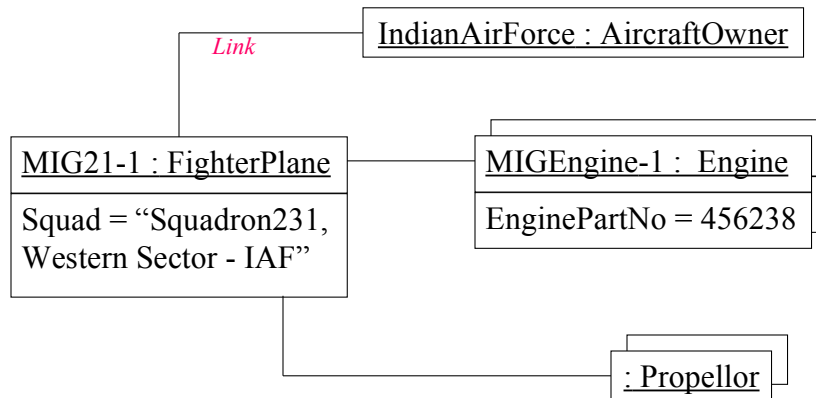 Link
IndianAirForce : AircraftOwner
MIG21-1 : FighterPlane
Squad = “Squadron231,
Western Sector - IAF”
MIGEngine-1 :  Engine
EnginePartNo = 456238
: Propellor